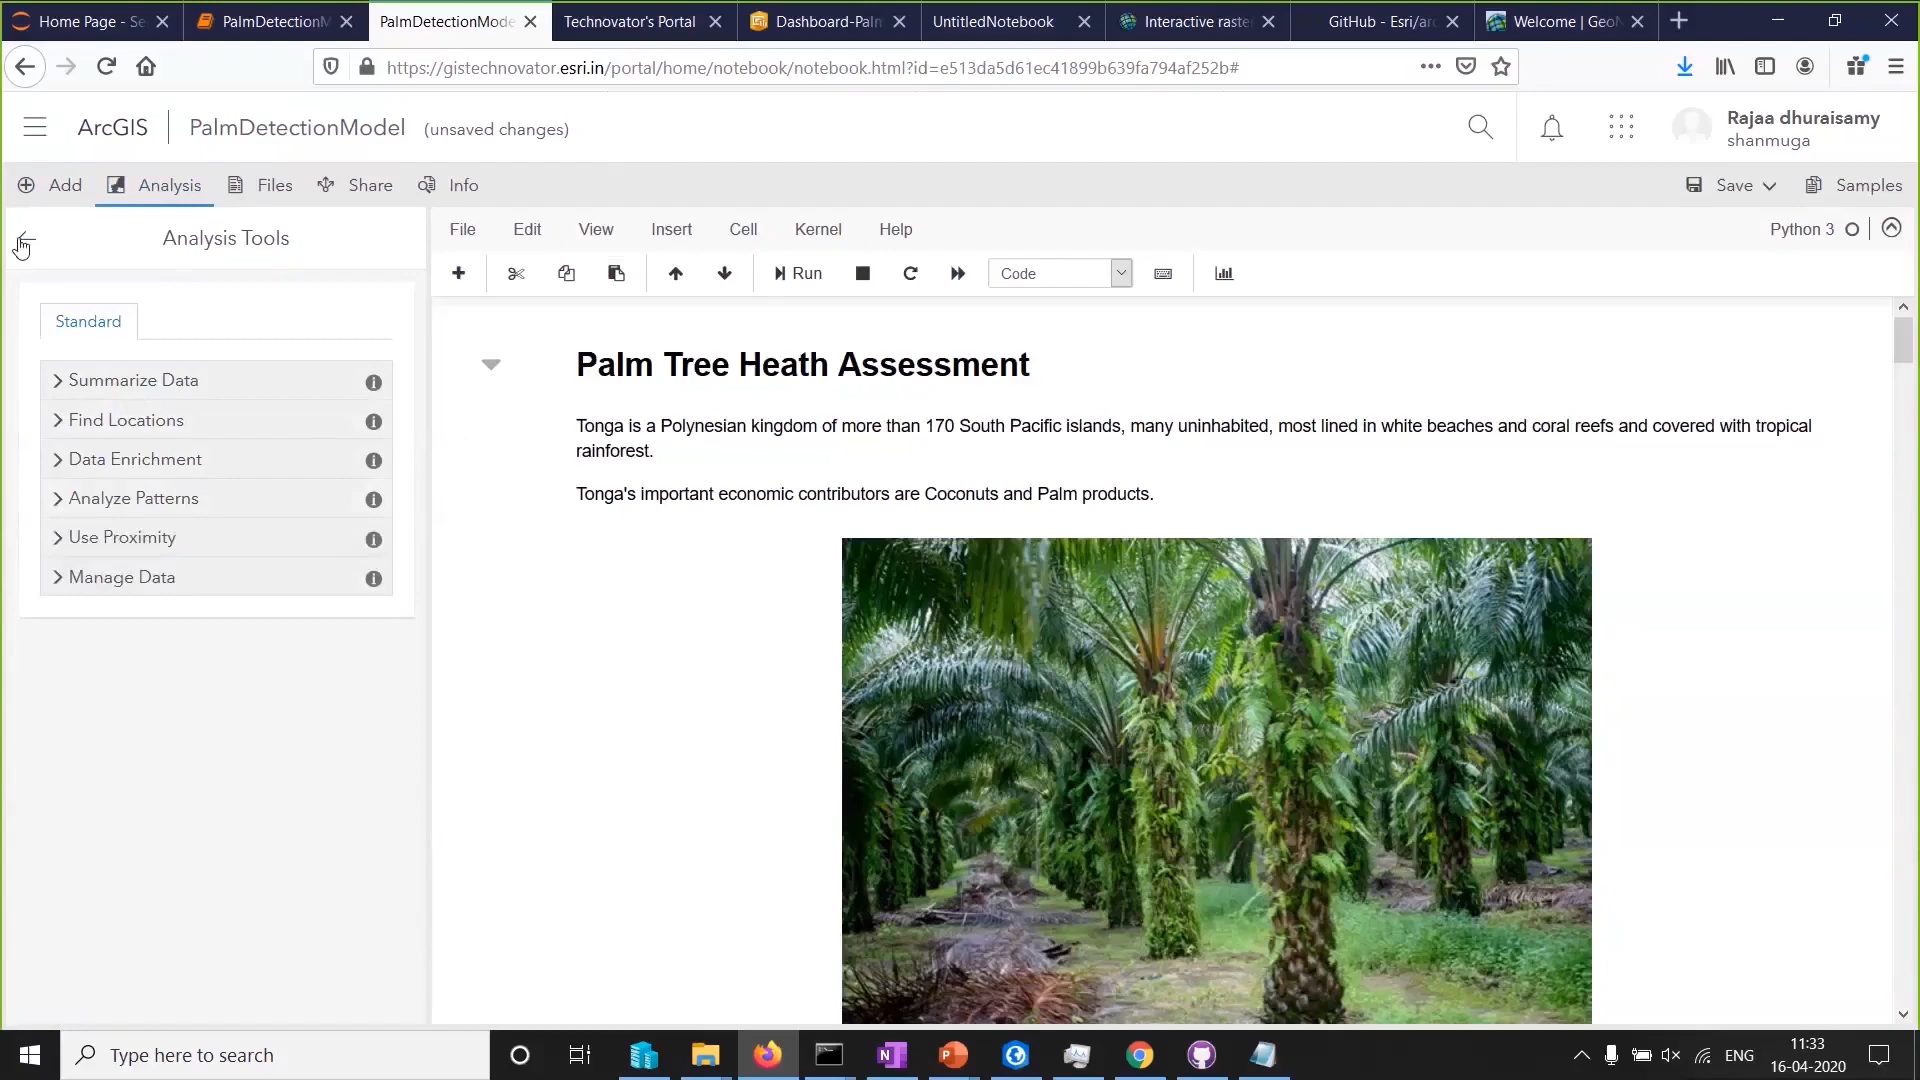 Home Page - Se
PalmDetectionM
PalmDetectionMode
Technovator's Portal
Dashboard-Palm
UntitledNotebook
Interactive raste
GitHub - Esri/arc
Welcome | GeoN
https://gistechnovator.esri.in/portal/home/notebook/notebook.html?id=e513da5d61ec41899b639fa794af252b#
ArcGIS
PalmDetectionModel (unsaved changes)
Rajaa dhuraisamy
shanmuga
Add
Analysis
Files
Share
Info
Save
Samples
Analysis Tools
File
Edit
View
Insert
Cell
Kernel
Help
Python 3
Run
Code
Standard
Summarize Data
Find Locations
Data Enrichment
Analyze Patterns
Use Proximity
Manage Data
Palm Tree Heath Assessment
Tonga is a Polynesian kingdom of more than 170 South Pacific islands, many uninhabited, most lined in white beaches and coral reefs and covered with tropical
rainforest.
Tonga's important economic contributors are Coconuts and Palm products.
Type here to search
ENG
11:33
16-04-2020